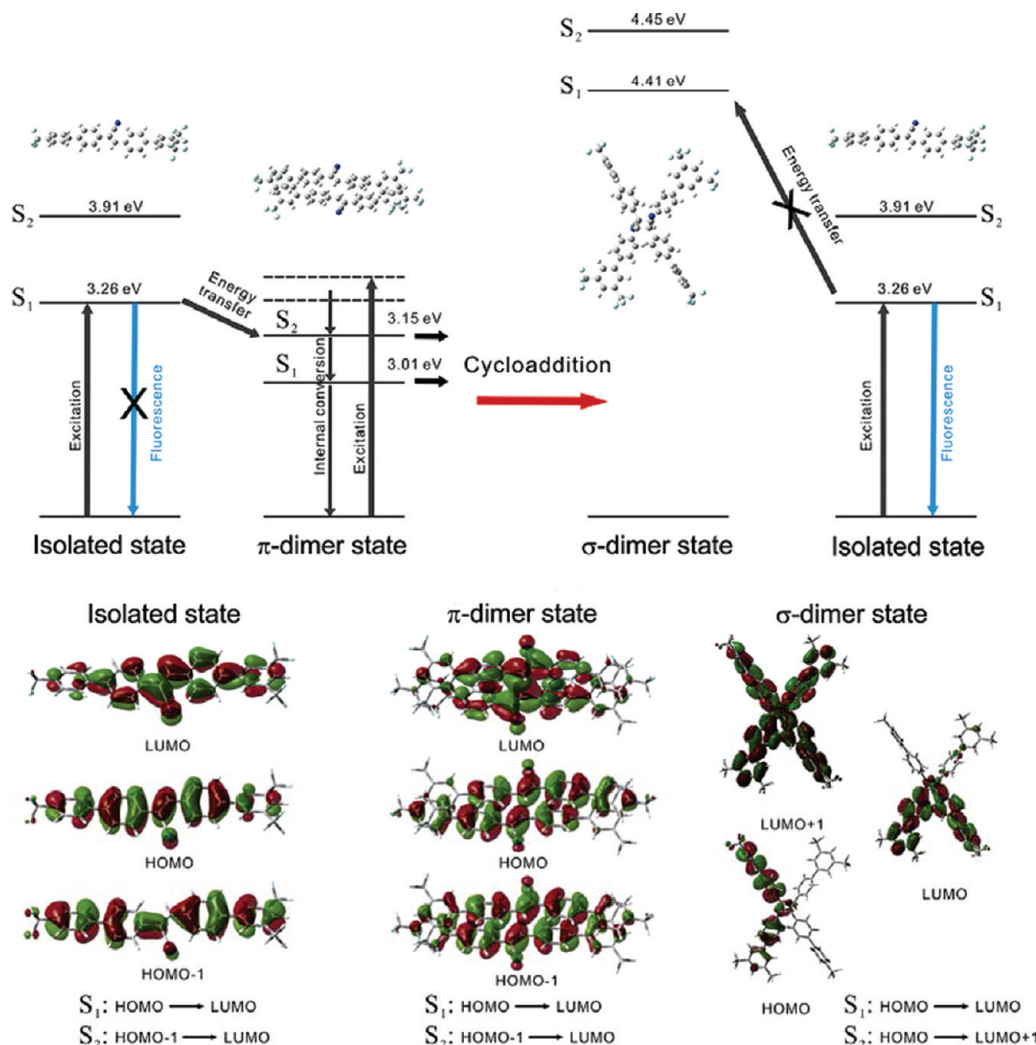 S2 4.45 eV
S1 4.41 eV
S2 3.91 eV
S1 3.26 eV
Excitation
Fluorescence
X
Isolated state
Energy transfer
S2 3.15 eV
S1 3.01 eV
Internal conversion
Excitation
π-dimer state
Cycloaddition
σ-dimer state
Energy transfer
X
3.91 eV S2
3.26 eV S1
Excitation
Fluorescence
Isolated state
Isolated state
LUMO
HOMO
HOMO-1
S1: HOMO → LUMO
S2: HOMO-1 → LUMO
π-dimer state
LUMO
HOMO
HOMO-1
S1: HOMO → LUMO
S2: HOMO-1 → LUMO
σ-dimer state
LUMO+1
LUMO
HOMO
S1: HOMO → LUMO
S2: HOMO → LUMO+1